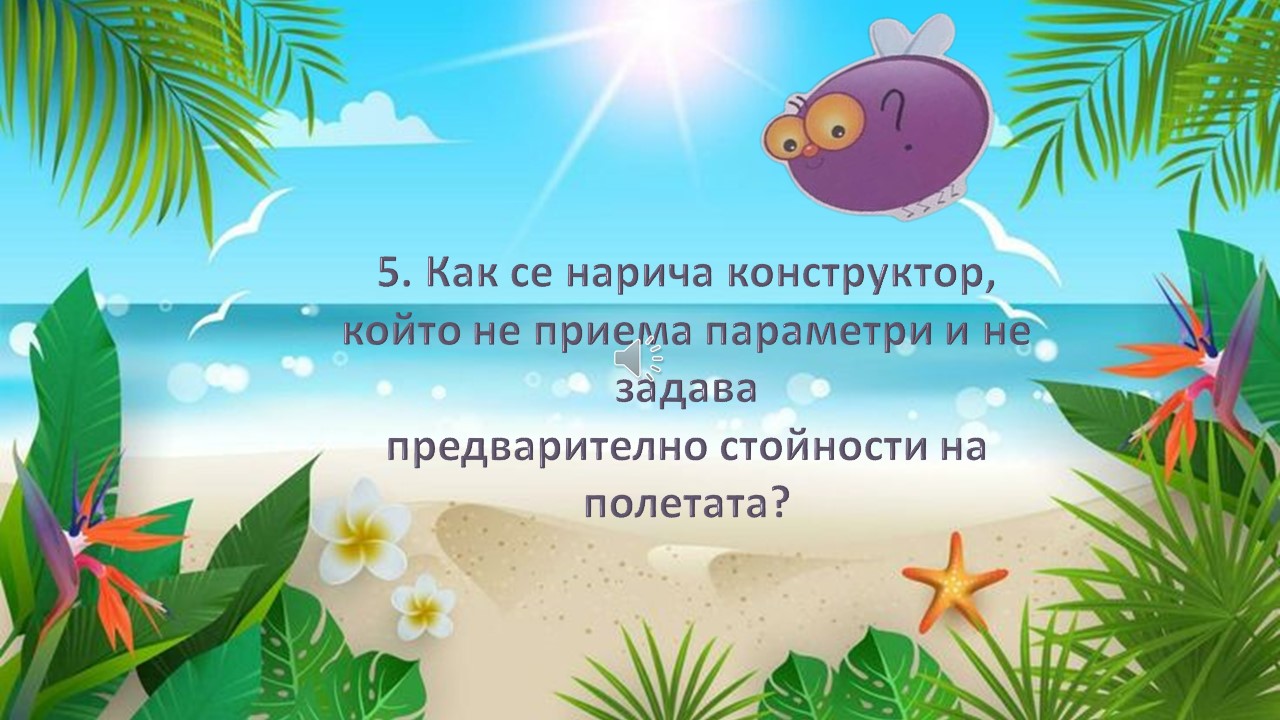 5. Как се нарича конструктор,
който не приема параметри и не
задава
предварително стойности на
полетата?